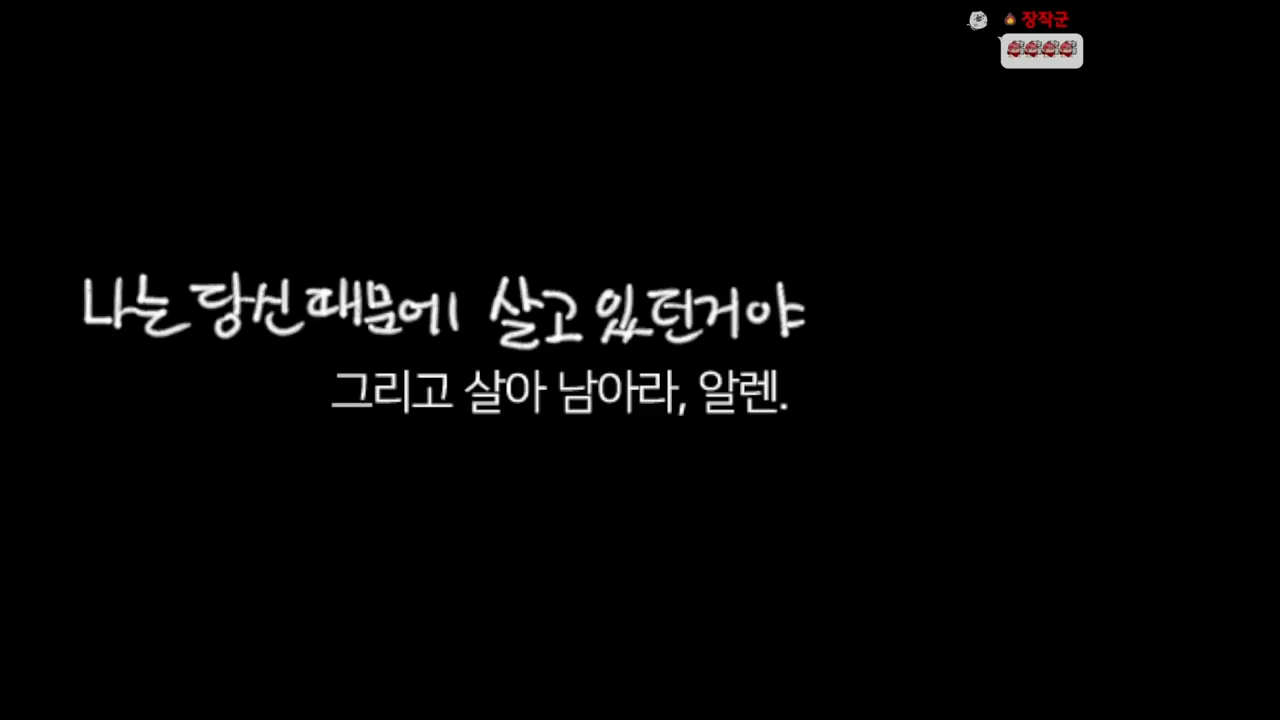 장작군
나는 당신 때문에 살고 있던거야
그리고 살아 남아라, 알렌.